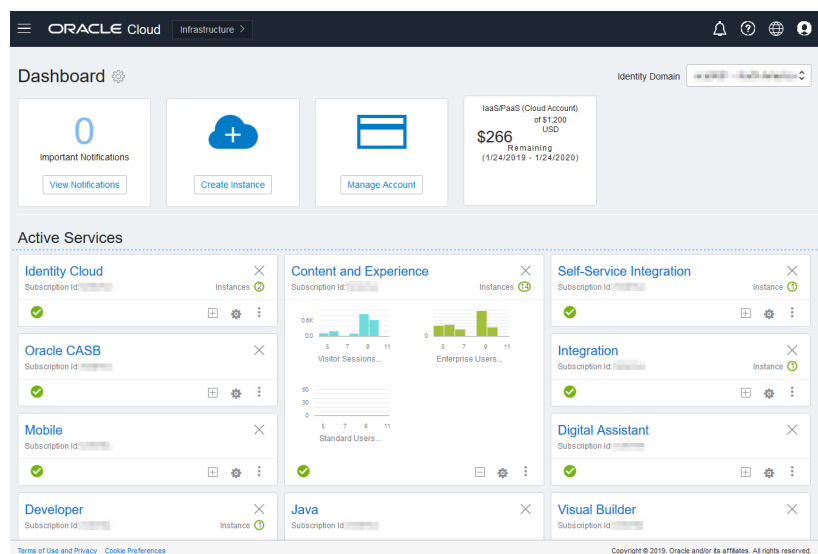 ORACLE Cloud Infrastructure >
Dashboard
Identity Domain
0
Important Notifications
View Notifications
Create Instance
Manage Account
IaaS/PaaS (Cloud Account)
of $1,200
$266 USD
Remaining
(1/24/2019 - 1/24/2020)
Active Services
Identity Cloud
Subscription Id:
Instances 2
Content and Experience
Subscription Id:
Instances 14
0.6K
0.0
5 7 9 11
Visitor Sessions...
0
5 7 9 11
Enterprise Users...
60
30
0
5 7 9 11
Standard Users...
Self-Service Integration
Subscription Id:
Instance 1
Oracle CASB
Subscription Id:
Integration
Subscription Id:
Instance 1
Mobile
Subscription Id:
Digital Assistant
Subscription Id:
Developer
Subscription Id
Instance 1
Java
Subscription Id
Visual Builder
Subscription Id:
Terms of Use and Privacy Cookie Preferences
Copyright © 2019, Oracle and/or its affiliates. All rights reserved.